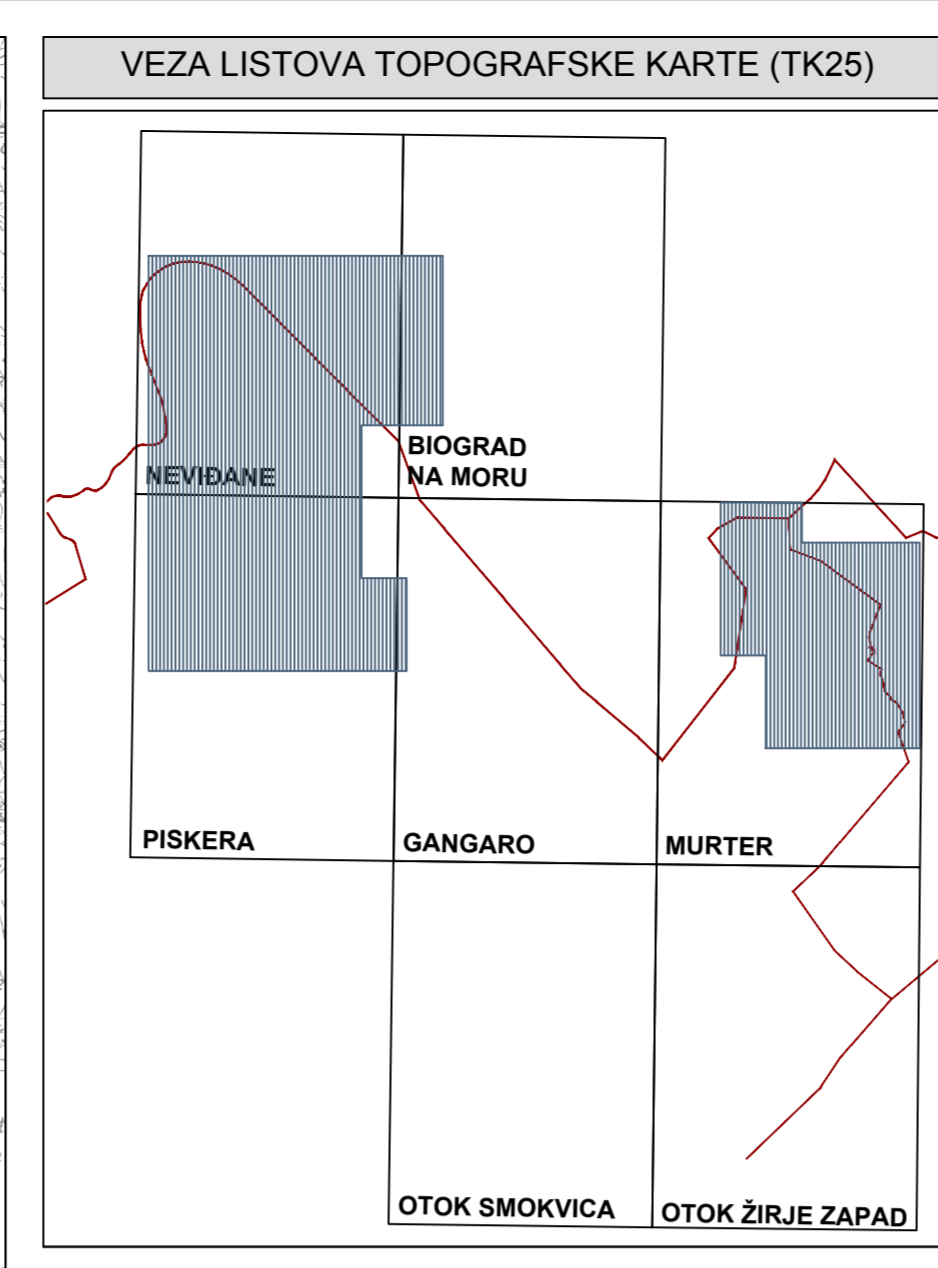 VEZA LISTOVA TOPOGRAFSKE KARTE (TK25)
NEVIĐANE
BIOGRAD
NA MORU
PISKERA
GANGARO
MURTER
OTOK SMOKVICA
OTOK ŽIRJE ZAPAD